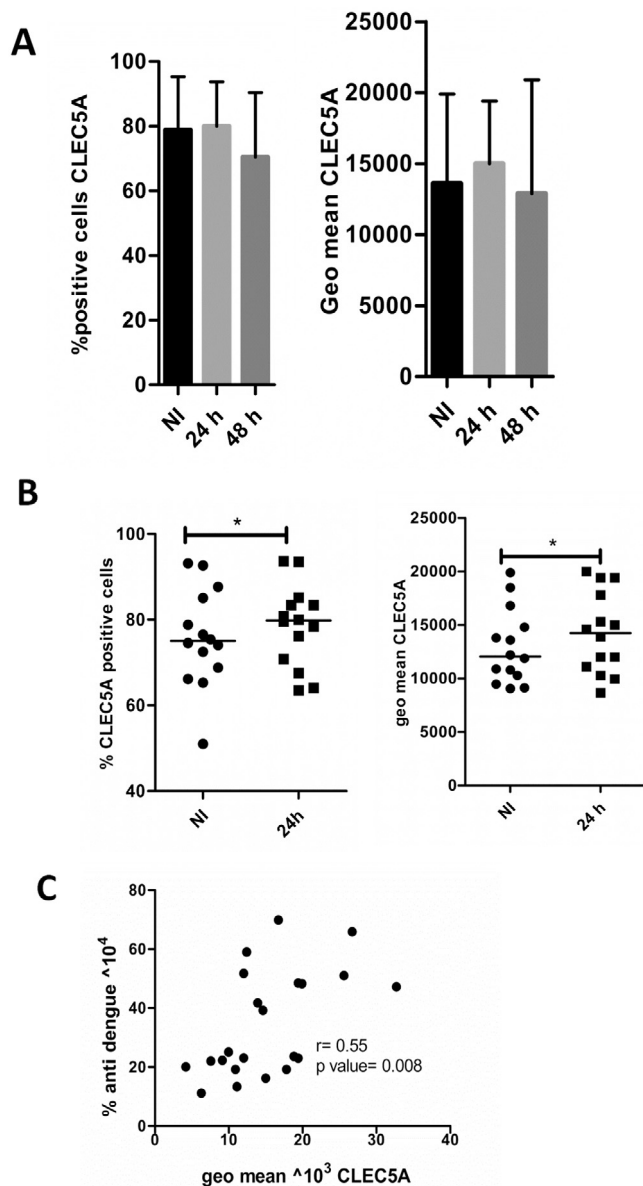 A
%positive cells CLEC5A
100
80
60
40
20
0
NI
24 h
48 h
Geo mean CLEC5A
25000
20000
15000
10000
5000
0
NI
24 h
48 h
B
% CLEC5A positive cells
100
80
60
40
*
NI
24h
geo mean CLEC5A
25000
20000
15000
10000
5000
0
*
NI
24 h
C
% anti dengue ^10⁴
80
60
40
20
0
r= 0.55
p value= 0.008
0
10
20
30
40
geo mean ^10³ CLEC5A